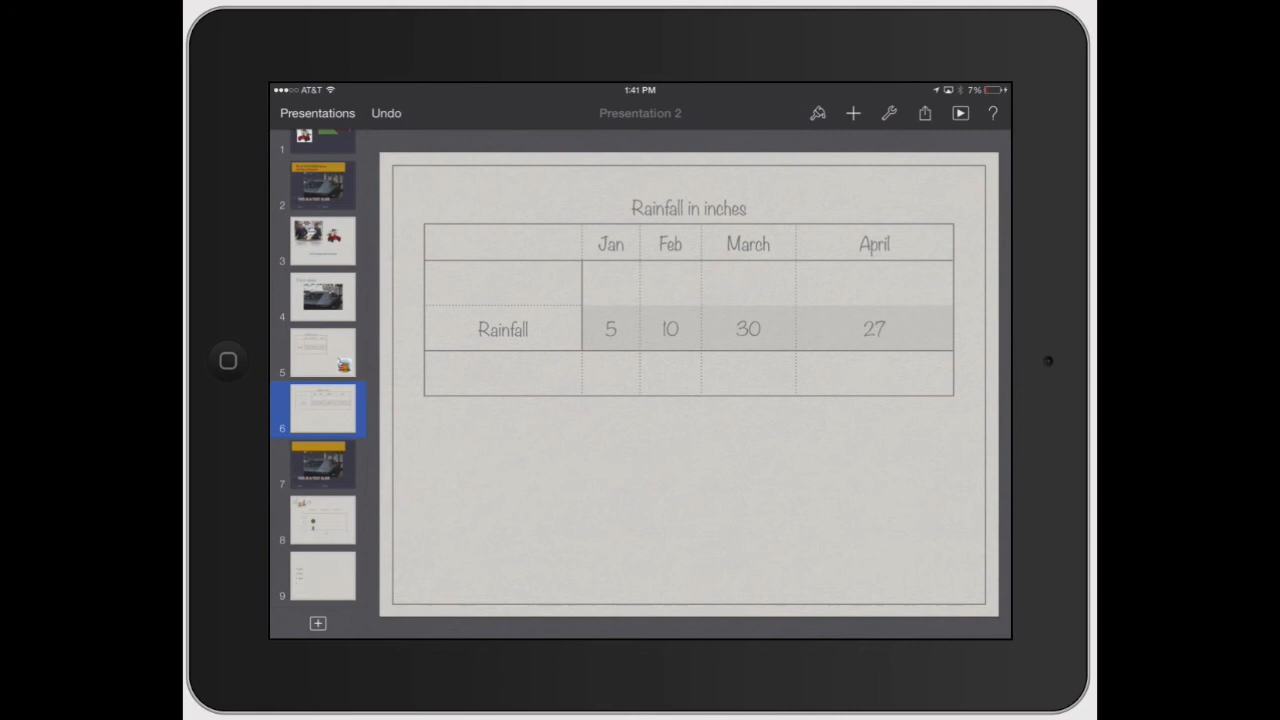 AT&T 1:41 PM 7%
Presentations Undo Presentation 2 ?
1
2
3
4
5
6
7
8
9
Rainfall in inches
Jan Feb March April
Rainfall 5 10 30 27